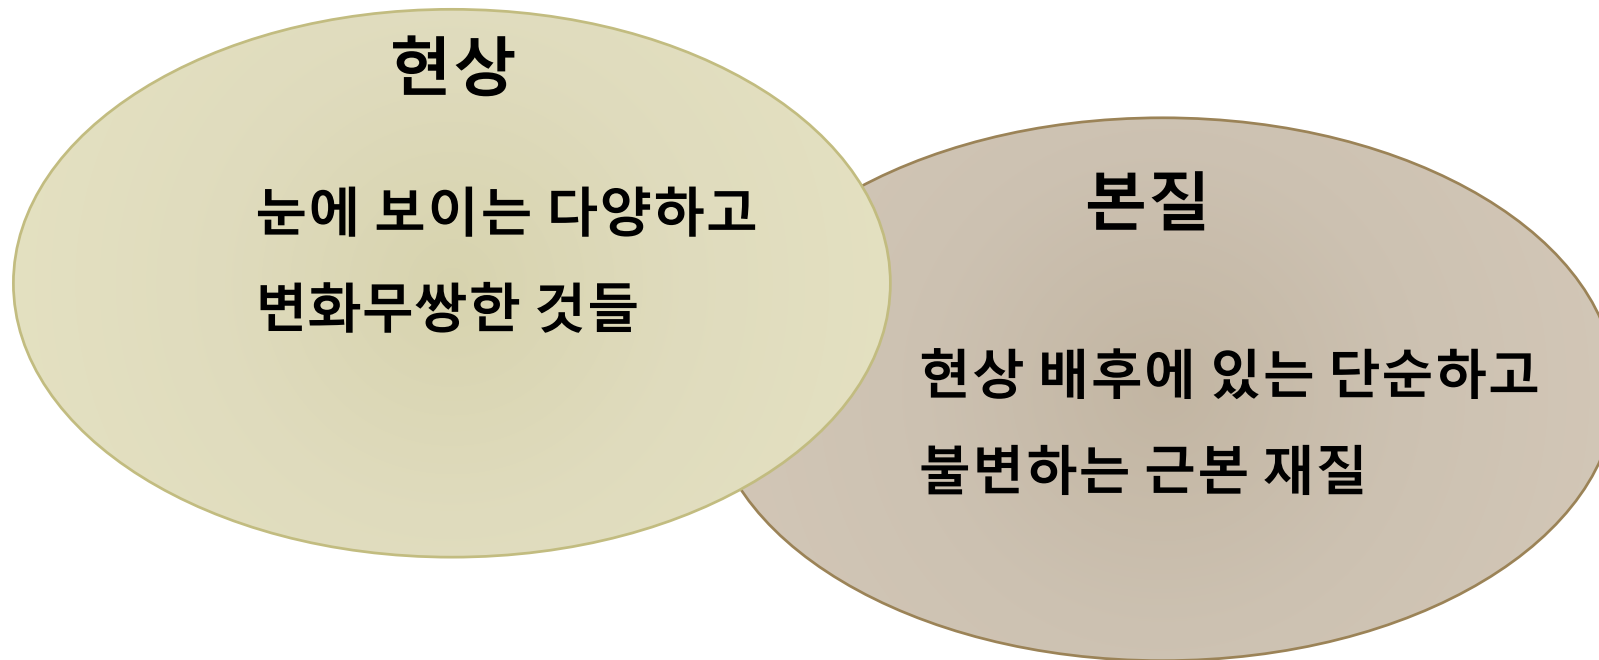 현상
눈에 보이는 다양하고
변화무쌍한 것들
본질
현상 배후에 있는 단순하고
불변하는 근본 재질